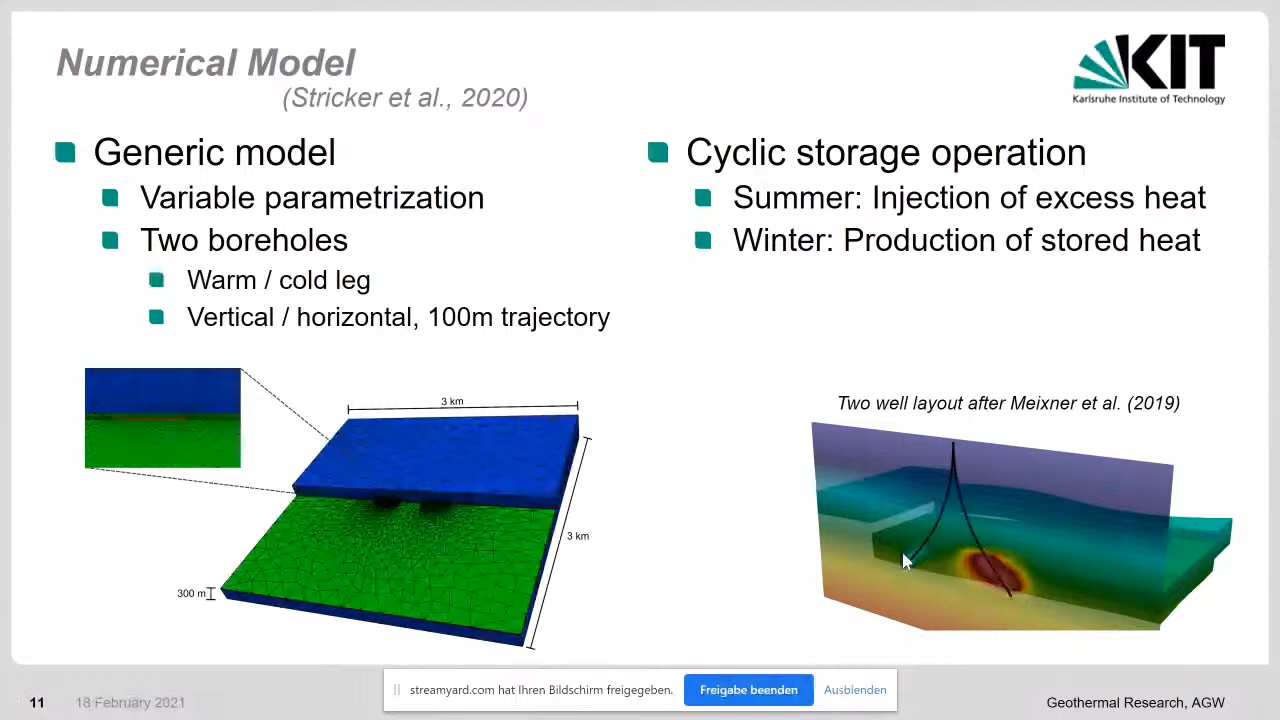 Numerical Model
(Stricker et al., 2020)
KIT
Karlsruhe Institute of Technology
Generic model
Variable parametrization
Two boreholes
Warm / cold leg
Vertical / horizontal, 100m trajectory
Cyclic storage operation
Summer: Injection of excess heat
Winter: Production of stored heat
3 km
3 km
300 m
Two well layout after Meixner et al. (2019)
streamyard.com hat Ihren Bildschirm freigegeben.
Freigabe beenden
Ausblenden
11
18 February 2021
Geothermal Research, AGW